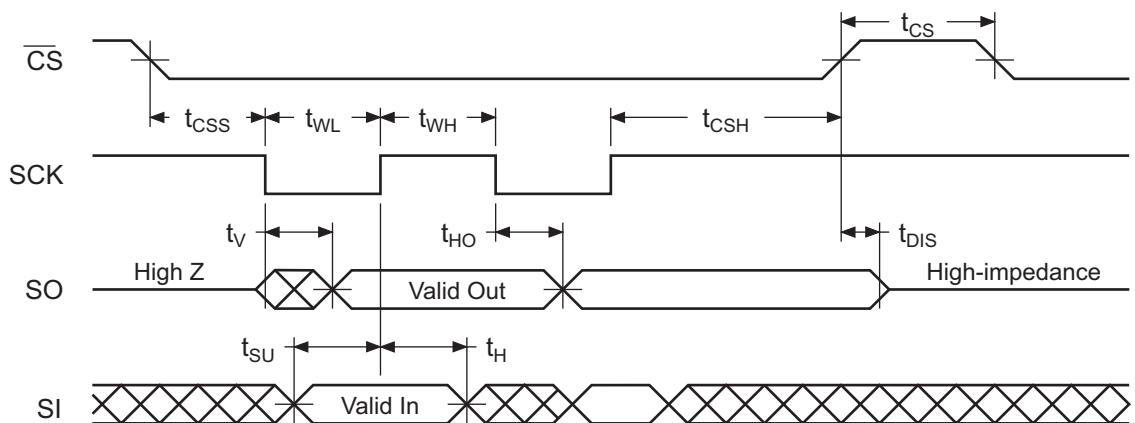 t_CS
C̅S̅
t_CSS t_WL t_WH t_CSH
SCK
t_V t_HO t_DIS
SO High Z Valid Out High-impedance
t_SU t_H
SI Valid In